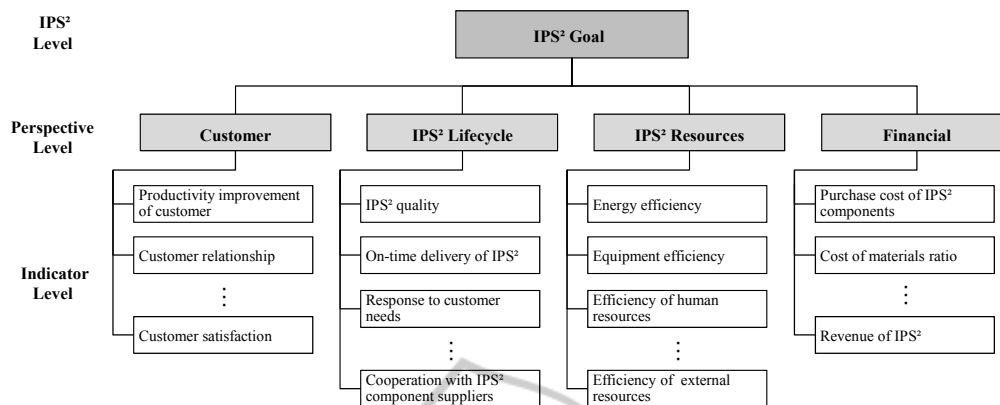 IPS²
Level
IPS² Goal
Perspective
Level
Customer
IPS² Lifecycle
IPS² Resources
Financial
Indicator
Level
Productivity improvement
of customer
Customer relationship
⋮
Customer satisfaction
IPS² quality
On-time delivery of IPS²
Response to customer
needs
⋮
Cooperation with IPS²
component suppliers
Energy efficiency
Equipment efficiency
Efficiency of human
resources
⋮
Efficiency of external
resources
Purchase cost of IPS²
components
Cost of materials ratio
⋮
Revenue of IPS²